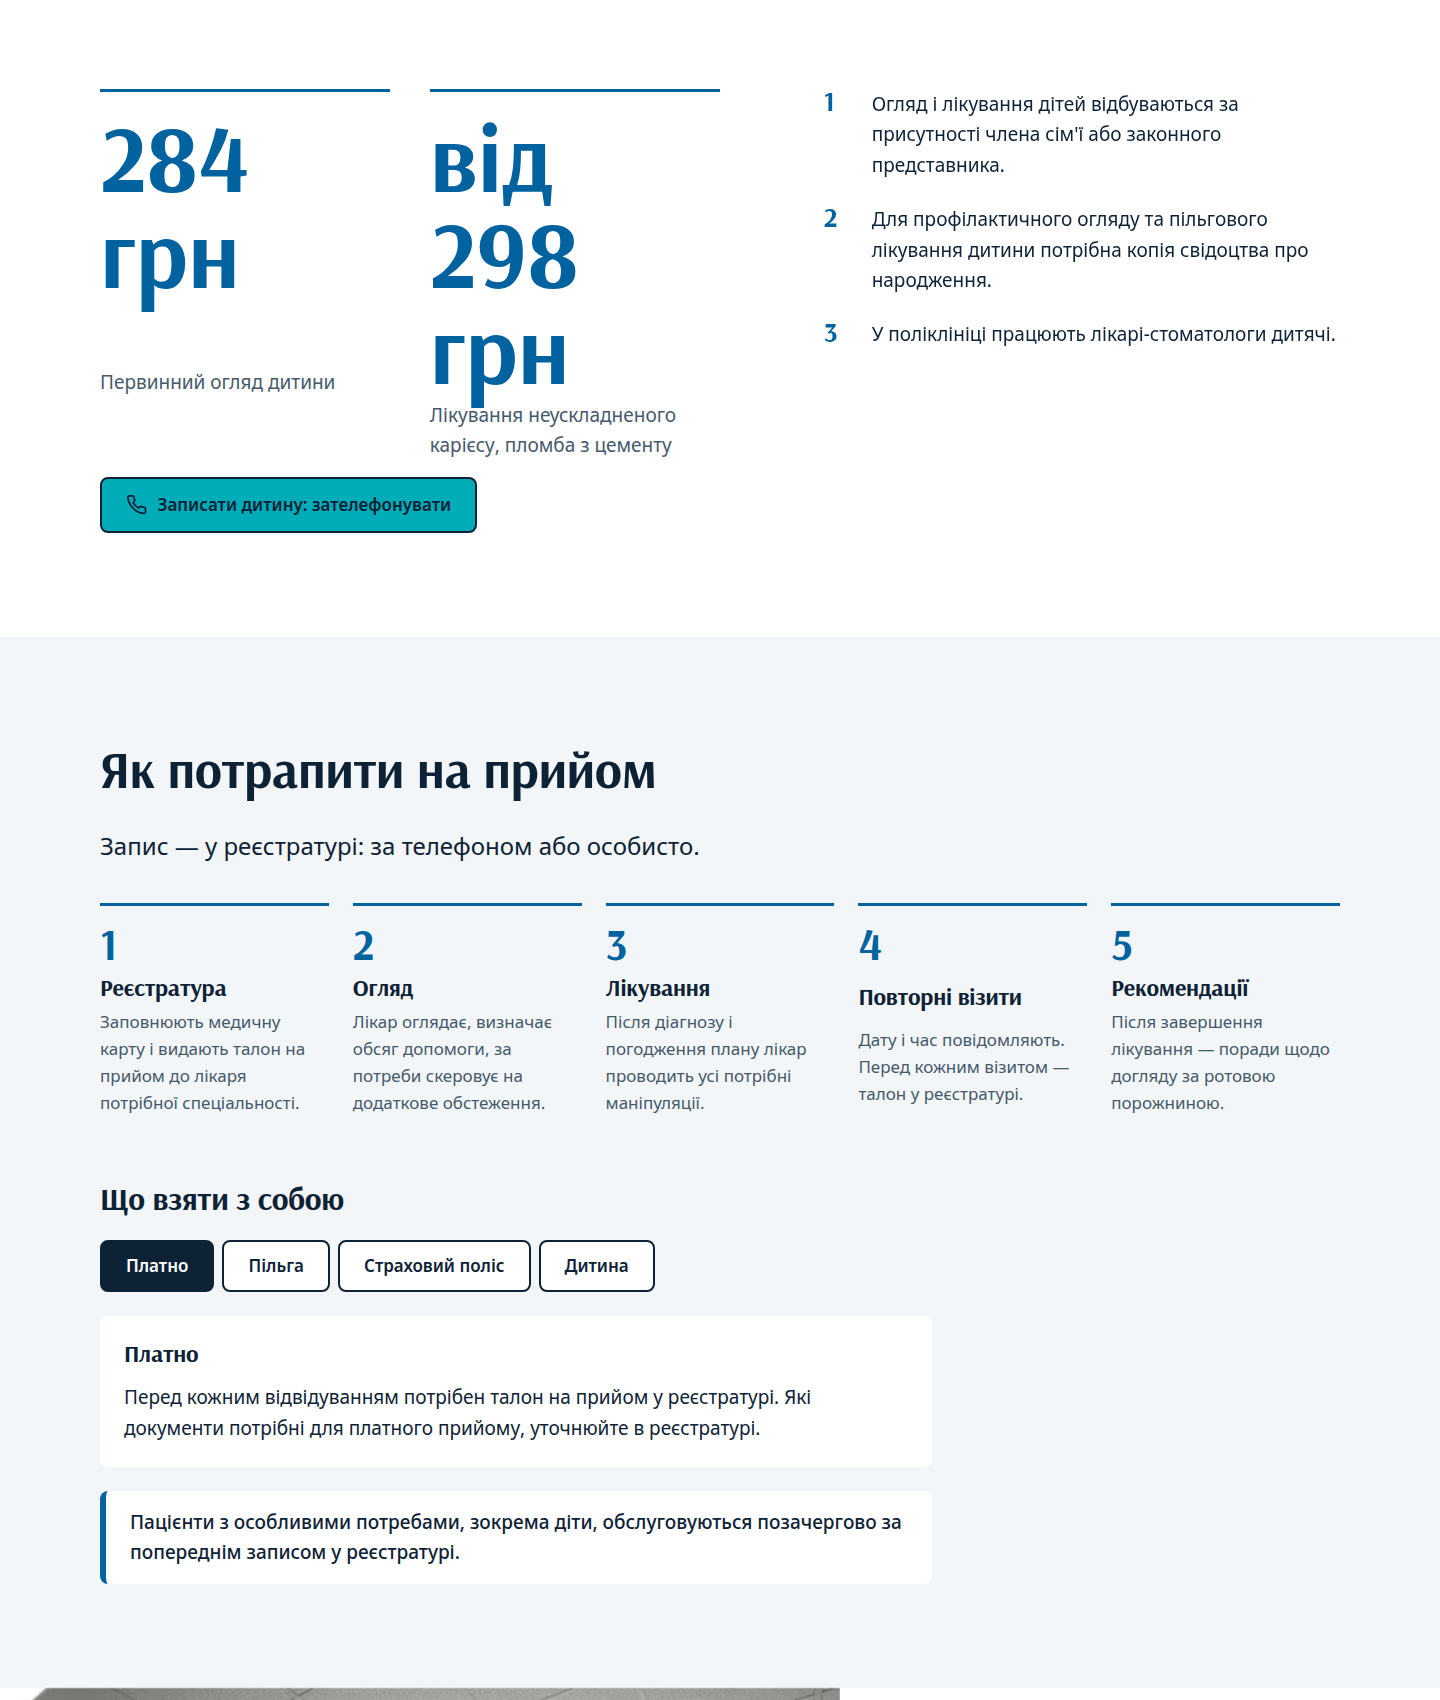 284
грн
Первинний огляд дитини
від
298
грн
Лікування неускладненого
карієсу, пломба з цементу
Записати дитину: зателефонувати
1
Огляд і лікування дітей відбуваються за
присутності члена сім'ї або законного
представника.
2
Для профілактичного огляду та пільгового
лікування дитини потрібна копія свідоцтва про
народження.
3
У поліклініці працюють лікарі-стоматологи дитячі.
Як потрапити на прийом
Запис — у реєстратурі: за телефоном або особисто.
1
Реєстратура
Заповнюють медичну
карту і видають талон на
прийом до лікаря
потрібної спеціальності.
2
Огляд
Лікар оглядає, визначає
обсяг допомоги, за
потреби скеровує на
додаткове обстеження.
3
Лікування
Після діагнозу і
погодження плану лікар
проводить усі потрібні
маніпуляції.
4
Повторні візити
Дату і час повідомляють.
Перед кожним візитом —
талон у реєстратурі.
5
Рекомендації
Після завершення
лікування — поради щодо
догляду за ротовою
порожниною.
Що взяти з собою
Платно
Пільга
Страховий поліс
Дитина
Платно
Перед кожним відвідуванням потрібен талон на прийом у реєстратурі. Які
документи потрібні для платного прийому, уточнюйте в реєстратурі.
Пацієнти з особливими потребами, зокрема діти, обслуговуються позачергово за
попереднім записом у реєстратурі.